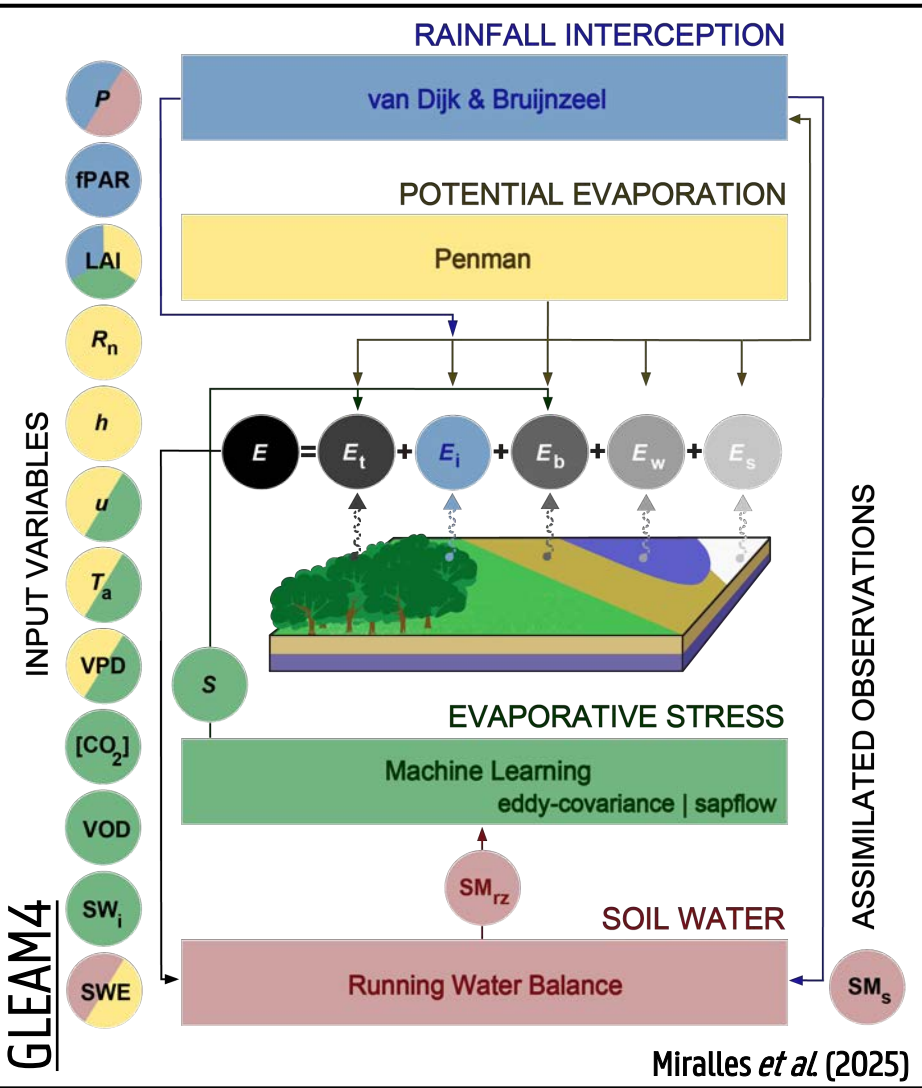 RAINFALL INTERCEPTION
van Dijk & Bruijnzeel
POTENTIAL EVAPORATION
Penman
INPUT VARIABLES
P
fPAR
LAI
Rn
h
u
Ta
VPD
[CO2]
VOD
SWi
SWE
E = Et + Ei + Eb + Ew + Es
S
EVAPORATIVE STRESS
Machine Learning
eddy-covariance | sapflow
SMrz
SOIL WATER
Running Water Balance
ASSIMILATED OBSERVATIONS
SMs
GLEAM4
Miralles et al. (2025)